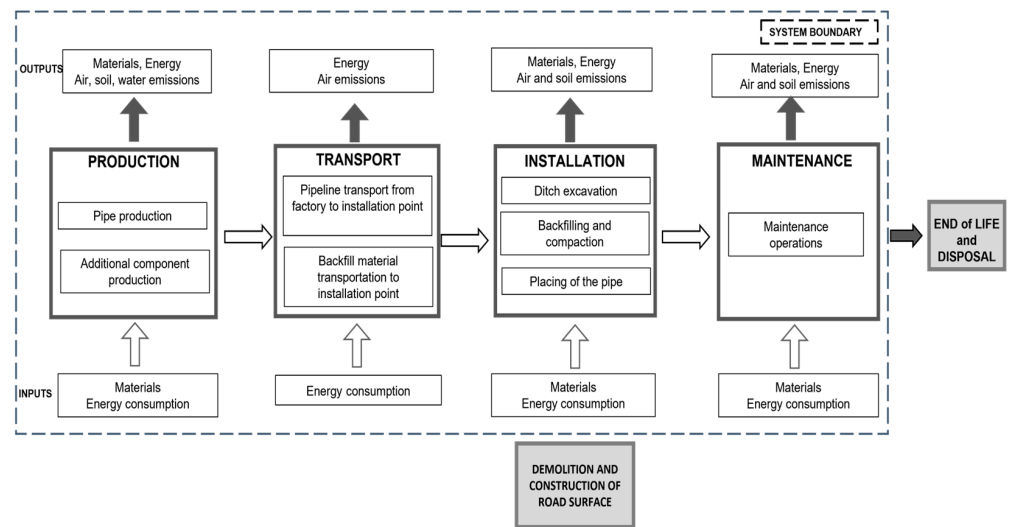 SYSTEM BOUNDARY
OUTPUTS
Materials, Energy
Air, soil, water emissions
Energy
Air emissions
Materials, Energy
Air and soil emissions
Materials, Energy
Air and soil emissions
PRODUCTION
Pipe production
Additional component
production
TRANSPORT
Pipeline transport from
factory to installation point
Backfill material
transportation to
installation point
INSTALLATION
Ditch excavation
Backfilling and
compaction
Placing of the pipe
MAINTENANCE
Maintenance
operations
END of LIFE
and
DISPOSAL
INPUTS
Materials
Energy consumption
Energy consumption
Materials
Energy consumption
Materials
Energy consumption
DEMOLITION AND
CONSTRUCTION OF
ROAD SURFACE